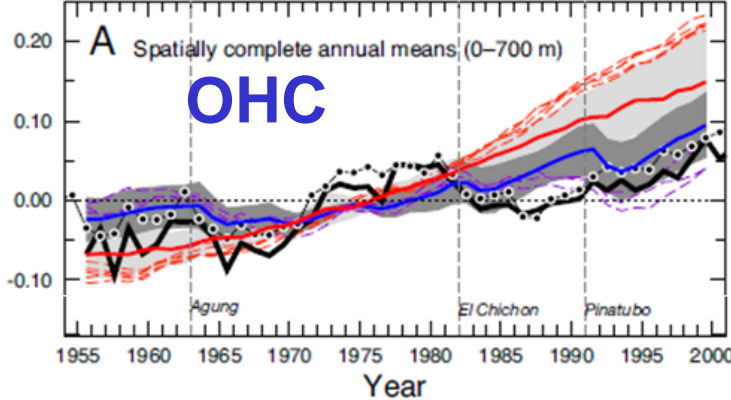 0.20
A Spatially complete annual means (0–700 m)
OHC
0.10
0.00
-0.10
Agung
El Chichon
Pinatubo
1955 1960 1965 1970 1975 1980 1985 1990 1995 2000
Year